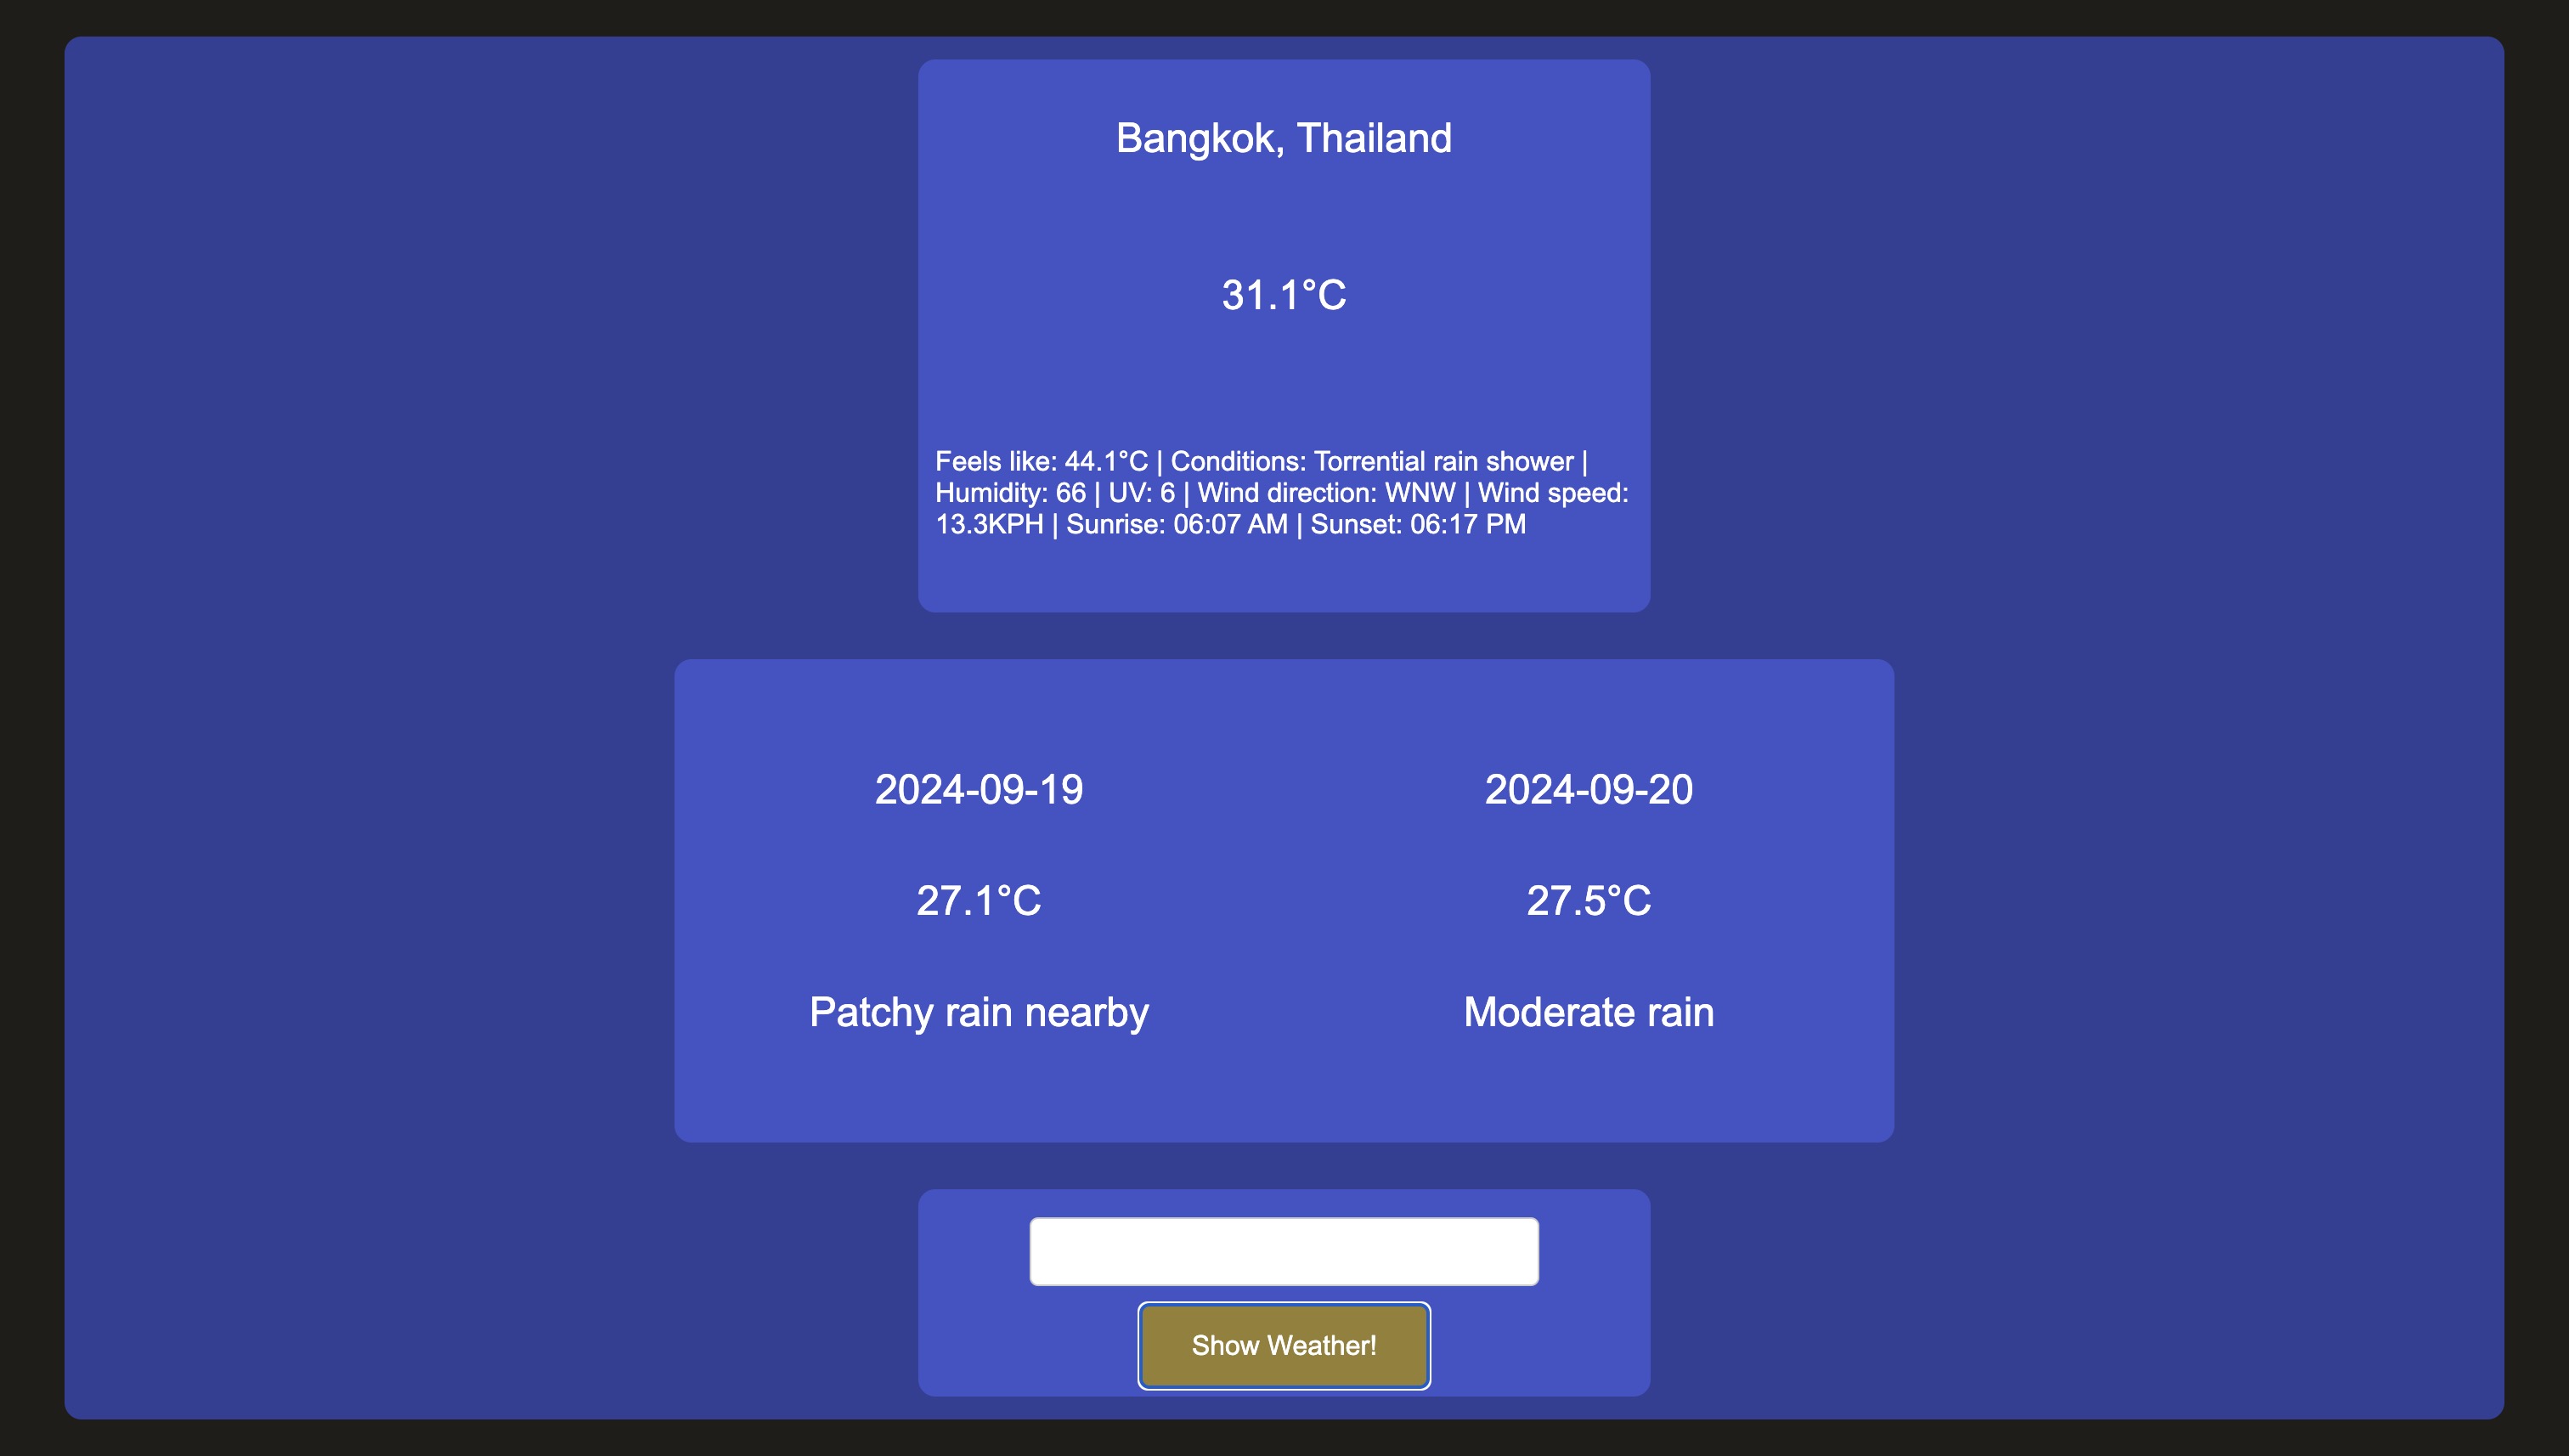 Bangkok, Thailand
31.1°C
Feels like: 44.1°C | Conditions: Torrential rain shower |
Humidity: 66 | UV: 6 | Wind direction: WNW | Wind speed:
13.3KPH | Sunrise: 06:07 AM | Sunset: 06:17 PM
2024-09-19
27.1°C
Patchy rain nearby
2024-09-20
27.5°C
Moderate rain
Show Weather!